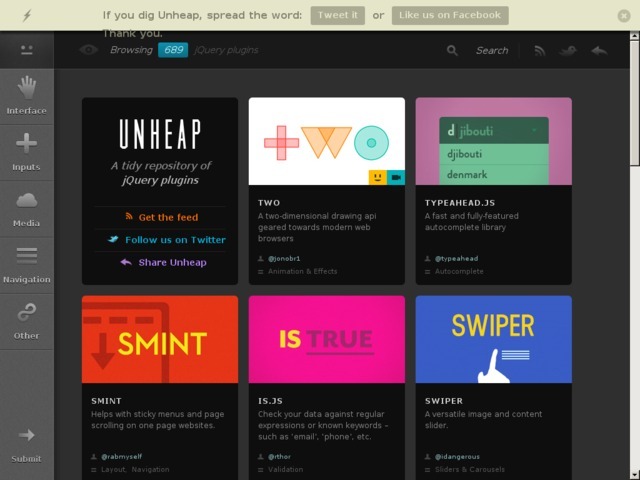 If you dig Unheap, spread the word: Tweet it or Like us on Facebook
Thank you.
Browsing 689 jQuery plugins
Search
Interface
Inputs
Media
Navigation
Other
Submit
UNHEAP
A tidy repository of
jQuery plugins
Get the feed
Follow us on Twitter
Share Unheap
TWO
A two-dimensional drawing api
geared towards modern web
browsers
@jonobr1
Animation & Effects
d jibouti
djibouti
denmark
TYPEAHEAD.JS
A fast and fully-featured
autocomplete library
@typeahead
Autocomplete
SMINT
SMINT
Helps with sticky menus and page
scrolling on one page websites.
@rabmyself
Layout, Navigation
IS TRUE
IS.JS
Check your data against regular
expressions or known keywords –
such as ‘email’, ‘phone’, etc.
@rthor
Validation
SWIPER
SWIPER
A versatile image and content
slider.
@idangerous
Sliders & Carousels